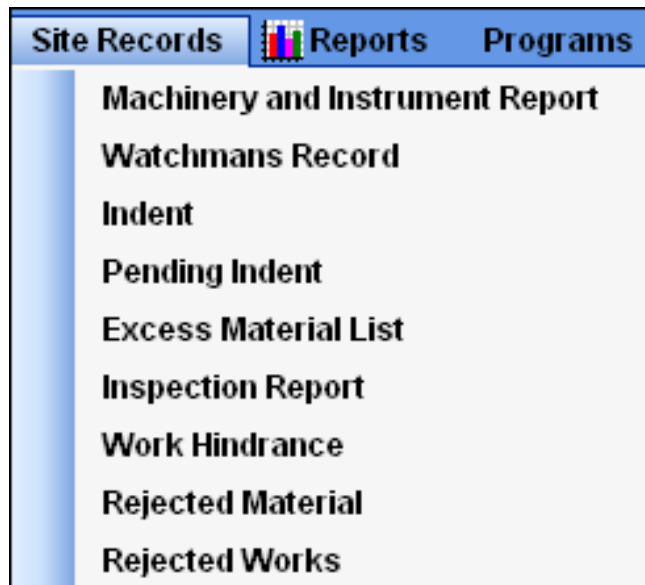 Site Records Reports Programs
Machinery and Instrument Report
Watchmans Record
Indent
Pending Indent
Excess Material List
Inspection Report
Work Hindrance
Rejected Material
Rejected Works